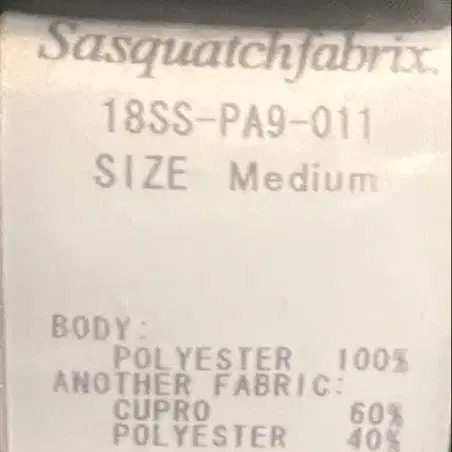 Sasquatchfabrix.
18SS-PA9-011
SIZE Medium
BODY:
POLYESTER 100%
ANOTHER FABRIC:
CUPRO 60%
POLYESTER 40%